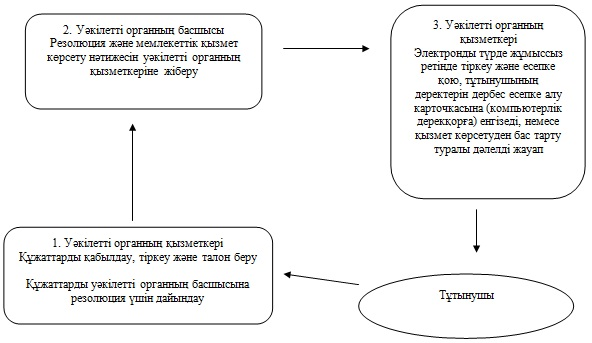 2. Уәкілетті органның басшысы
Резолюция және мемлекеттік қызмет
көрсету нәтижесін уәкілетті органның
қызметкеріне жіберу
3. Уәкілетті органның
қызметкері
Электронды түрде жұмыссыз
ретінде тіркеу және есепке
қою, тұтынушының
деректерін дербес есепке алу
карточкасына (компьютерлік
дерекқорға) енгізеді, немесе
қызмет көрсетуден бас тарту
туралы дәлелді жауап
1. Уәкілетті органның қызметкері
Құжаттарды қабылдау, тіркеу және талон беру
Құжаттарды уәкілетті органның басшысына
резолюция үшін дайындау
Тұтынушы